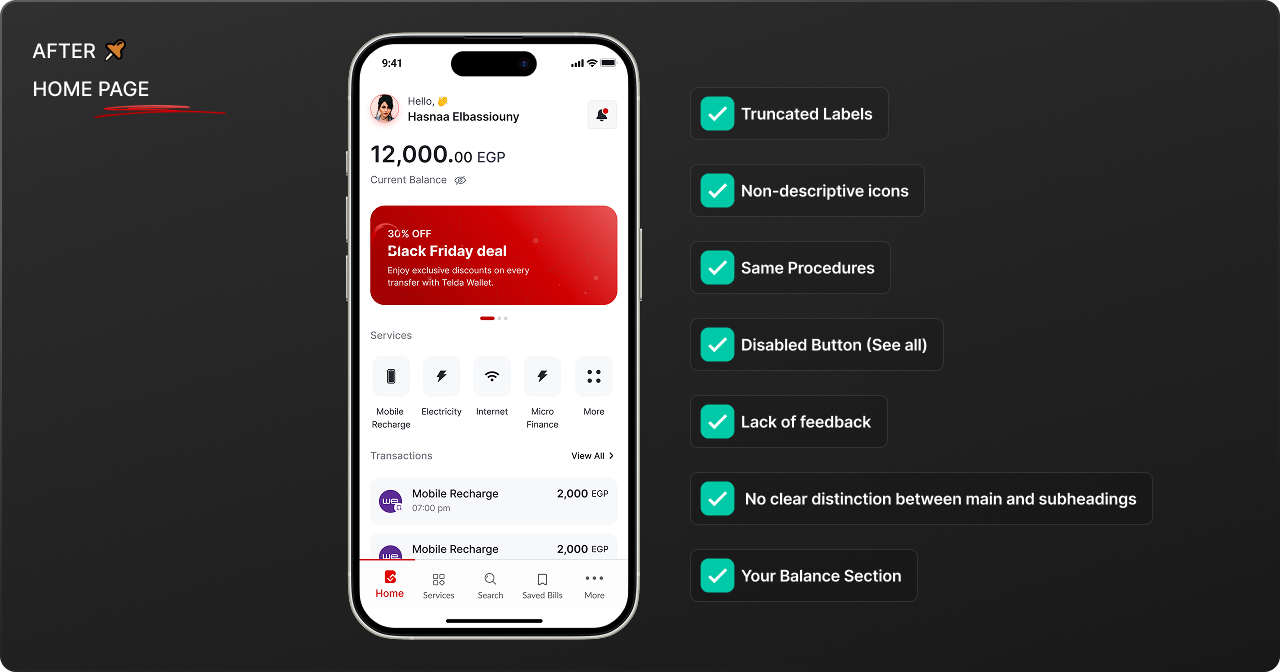 AFTER
HOME PAGE
9:41
Hello,
Hasnaa Elbassiouny
12,000.00 EGP
Current Balance
30% OFF
Black Friday deal
Enjoy exclusive discounts on every
transfer with Telda Wallet.
Services
Mobile
Recharge
Electricity
Internet
Micro
Finance
More
Transactions
View All
we
Mobile Recharge
2,000 EGP
07:00 pm
we
Mobile Recharge
2,000 EGP
Home
Services
Search
Saved Bills
More
Truncated Labels
Non-descriptive icons
Same Procedures
Disabled Button (See all)
Lack of feedback
No clear distinction between main and subheadings
Your Balance Section